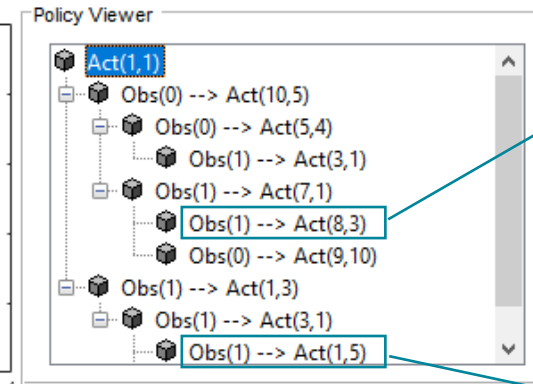 Policy Viewer
Act(1,1)
Obs(0) --> Act(10,5)
Obs(0) --> Act(5,4)
Obs(1) --> Act(3,1)
Obs(1) --> Act(7,1)
Obs(1) --> Act(8,3)
Obs(0) --> Act(9,10)
Obs(1) --> Act(1,3)
Obs(1) --> Act(3,1)
Obs(1) --> Act(1,5)